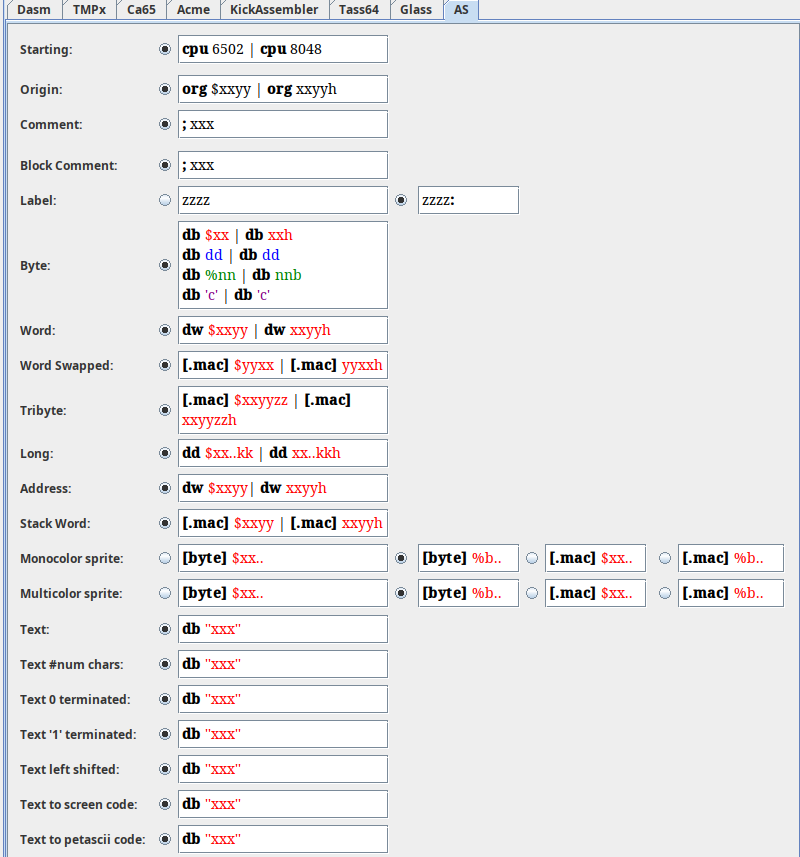 Dasm TMPx Ca65 Acme KickAssembler Tass64 Glass AS
Starting: cpu 6502 | cpu 8048
Origin: org $xxyy | org xxyyh
Comment: ; xxx
Block Comment: ; xxx
Label: zzzz zzzz:
Byte: db $xx | db xxh
db dd | db dd
db %nn | db nnb
db 'c' | db 'c'
Word: dw $xxyy | dw xxyyh
Word Swapped: [.mac] $yyxx | [.mac] yyxxh
Tribyte: [.mac] $xxyyzz | [.mac]
xxyyzzh
Long: dd $xx..kk | dd xx..kkh
Address: dw $xxyy| dw xxyyh
Stack Word: [.mac] $xxyy | [.mac] xxyyh
Monocolor sprite: [byte] $xx.. [byte] %b.. [.mac] $xx.. [.mac] %b..
Multicolor sprite: [byte] $xx.. [byte] %b.. [.mac] $xx.. [.mac] %b..
Text: db "xxx"
Text #num chars: db "xxx"
Text 0 terminated: db "xxx"
Text '1' terminated: db "xxx"
Text left shifted: db "xxx"
Text to screen code: db "xxx"
Text to petascii code: db "xxx"